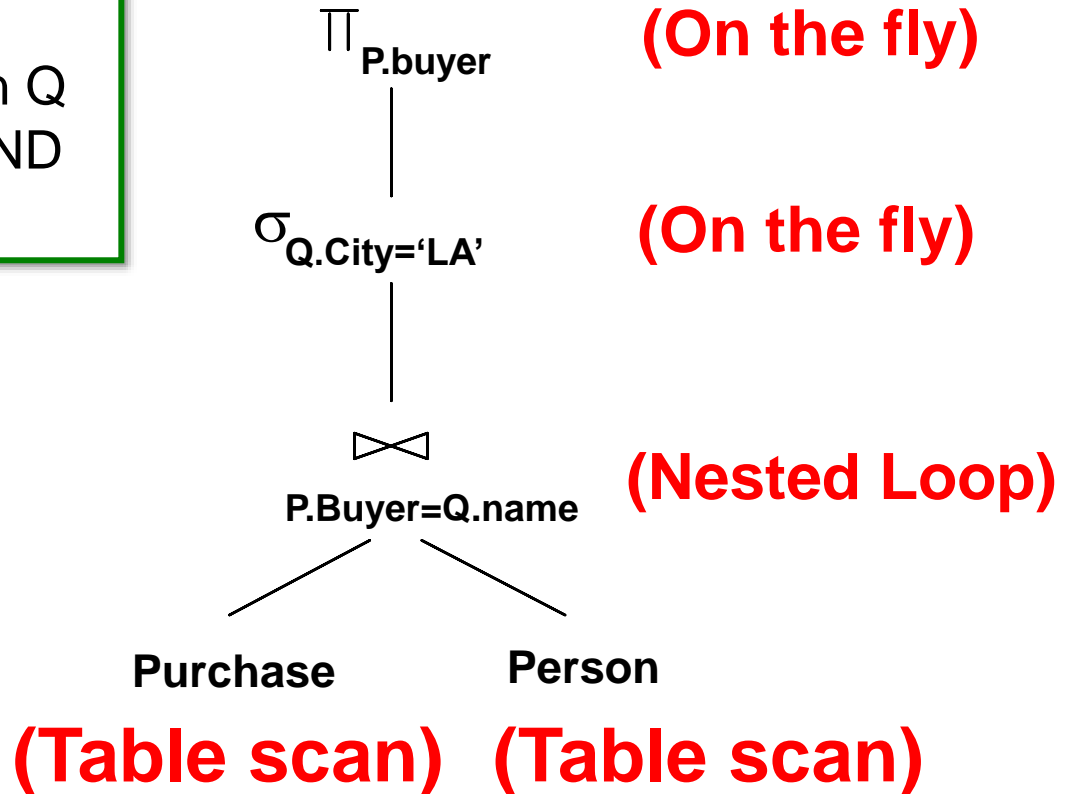 Q
ND
∏ P.buyer (On the fly)
σ Q.City=‘LA’ (On the fly)
⋈
P.Buyer=Q.name (Nested Loop)
Purchase Person
(Table scan) (Table scan)